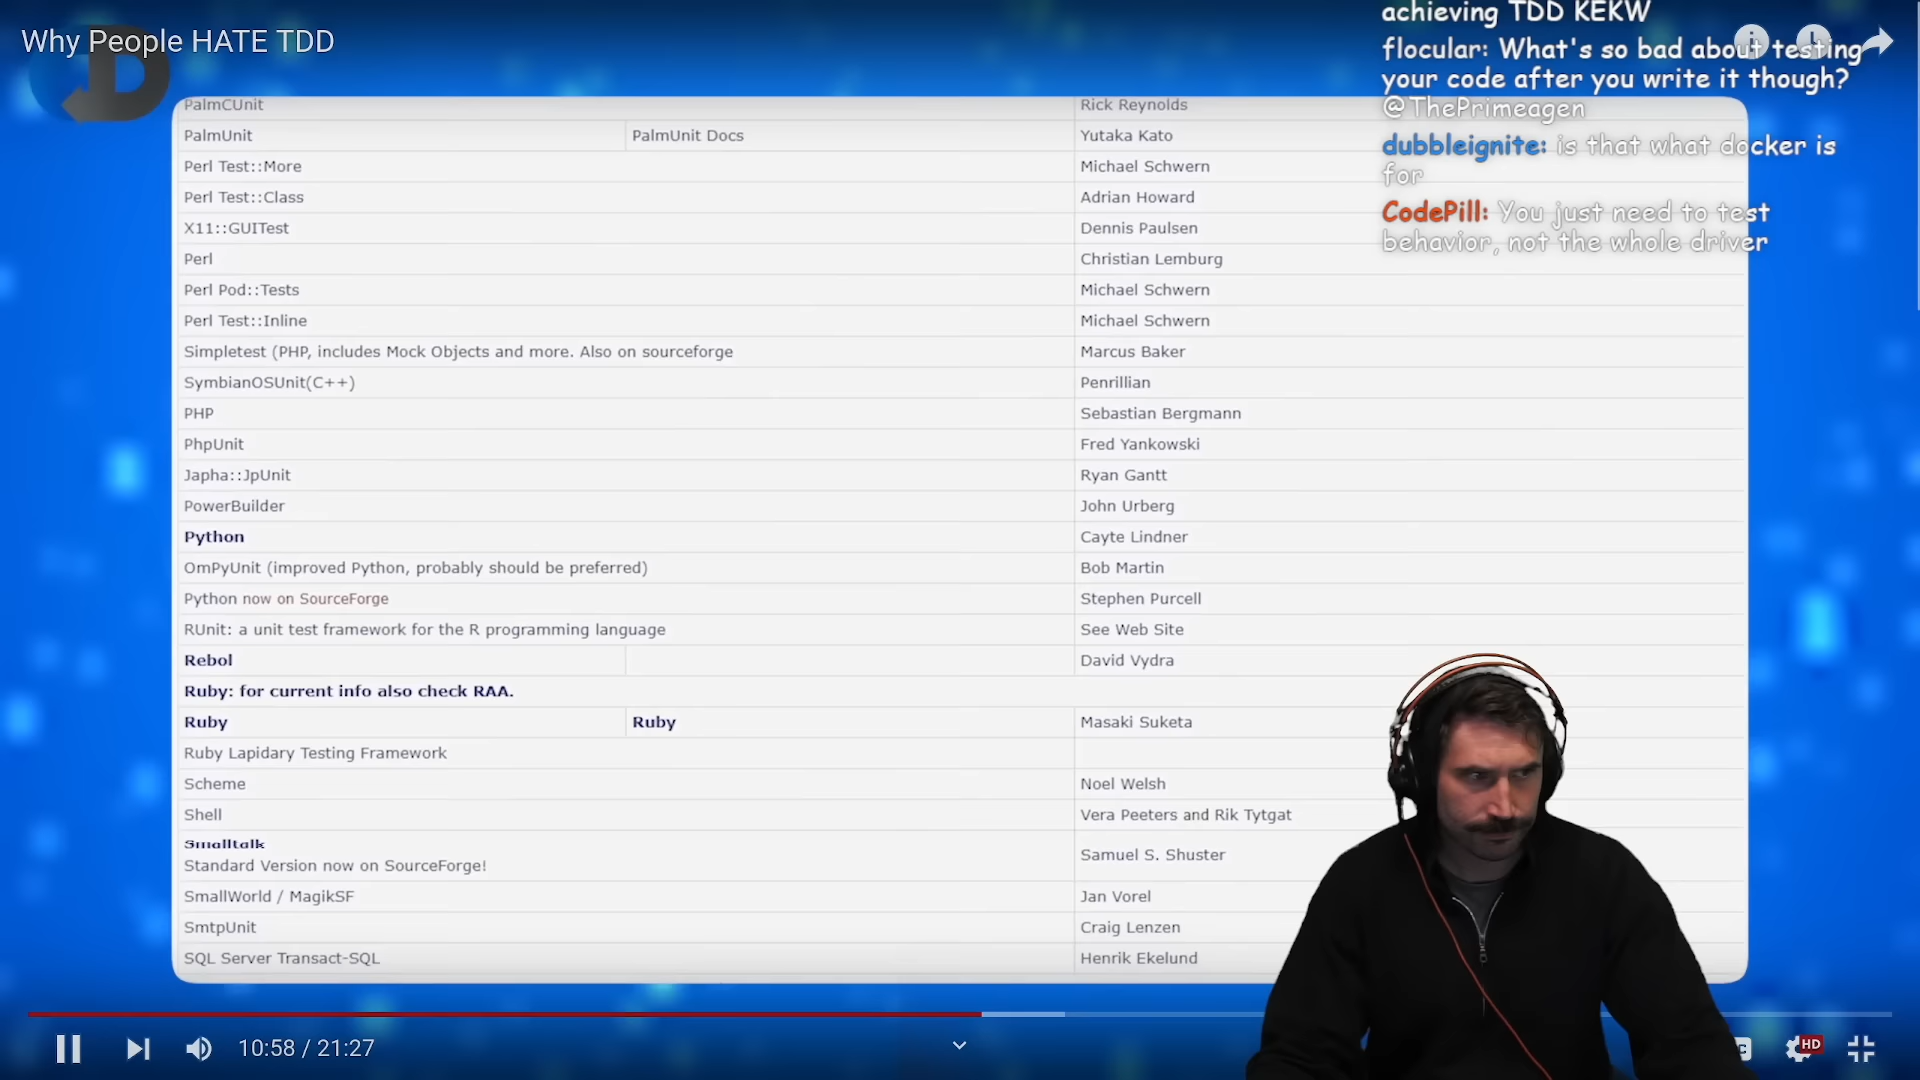 Why People HATE TDD
achieving TDD KEKW
flocular: What's so bad about testing
your code after you write it though?
@ThePrimeagen
dubbleignite: is that what docker is
for
CodePill: You just need to test
behavior, not the whole driver
PalmCUnit Rick Reynolds
PalmUnit PalmUnit Docs Yutaka Kato
Perl Test::More Michael Schwern
Perl Test::Class Adrian Howard
X11::GUITest Dennis Paulsen
Perl Christian Lemburg
Perl Pod::Tests Michael Schwern
Perl Test::Inline Michael Schwern
Simpletest (PHP, includes Mock Objects and more. Also on sourceforge Marcus Baker
SymbianOSUnit(C++) Penrillian
PHP Sebastian Bergmann
PhpUnit Fred Yankowski
Japha::JpUnit Ryan Gantt
PowerBuilder John Urberg
Python Cayte Lindner
OmPyUnit (improved Python, probably should be preferred) Bob Martin
Python now on SourceForge Stephen Purcell
RUnit: a unit test framework for the R programming language See Web Site
Rebol David Vydra
Ruby: for current info also check RAA.
Ruby Ruby Masaki Suketa
Ruby Lapidary Testing Framework
Scheme Noel Welsh
Shell Vera Peeters and Rik Tytgat
Smalltalk
Standard Version now on SourceForge! Samuel S. Shuster
SmallWorld / MagikSF Jan Vorel
SmtpUnit Craig Lenzen
SQL Server Transact-SQL Henrik Ekelund
10:58 / 21:27
HD